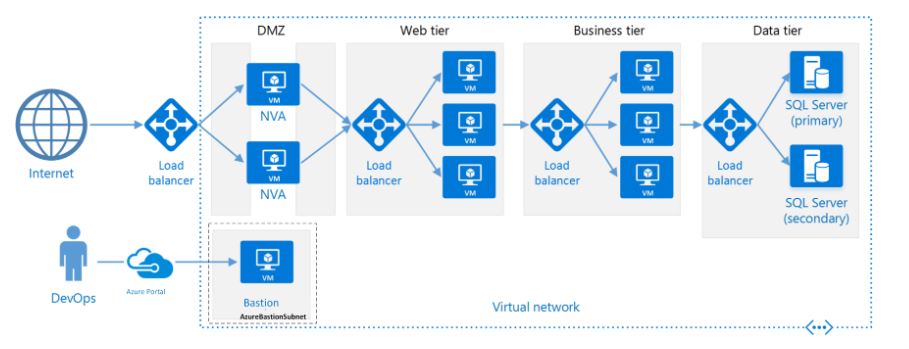 DMZ
Web tier
Business tier
Data tier
VM
NVA
VM
NVA
Internet
Load
balancer
Load
balancer
VM
VM
VM
Load
balancer
VM
VM
VM
Load
balancer
SQL Server
(primary)
SQL Server
(secondary)
DevOps
Azure Portal
VM
Bastion
AzureBastionSubnet
Virtual network